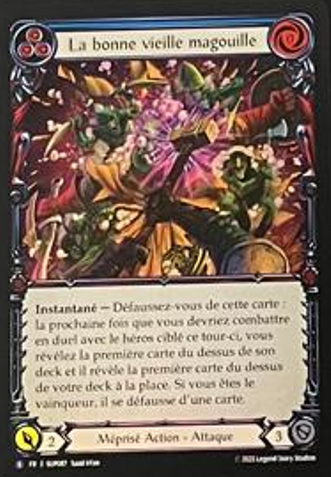 La bonne vieille magouille
Instantané — Défaussez-vous de cette carte :
la prochaine fois que vous devriez combattre
en duel avec le héros ciblé ce tour-ci, vous
révélez la première carte du dessus de son
deck et il révèle la première carte du dessus
de votre deck à la place. Si vous êtes le
vainqueur, il se défausse d'une carte.
2
Méprisé Action - Attaque
3
FR
© 2025 Legend Story Studios